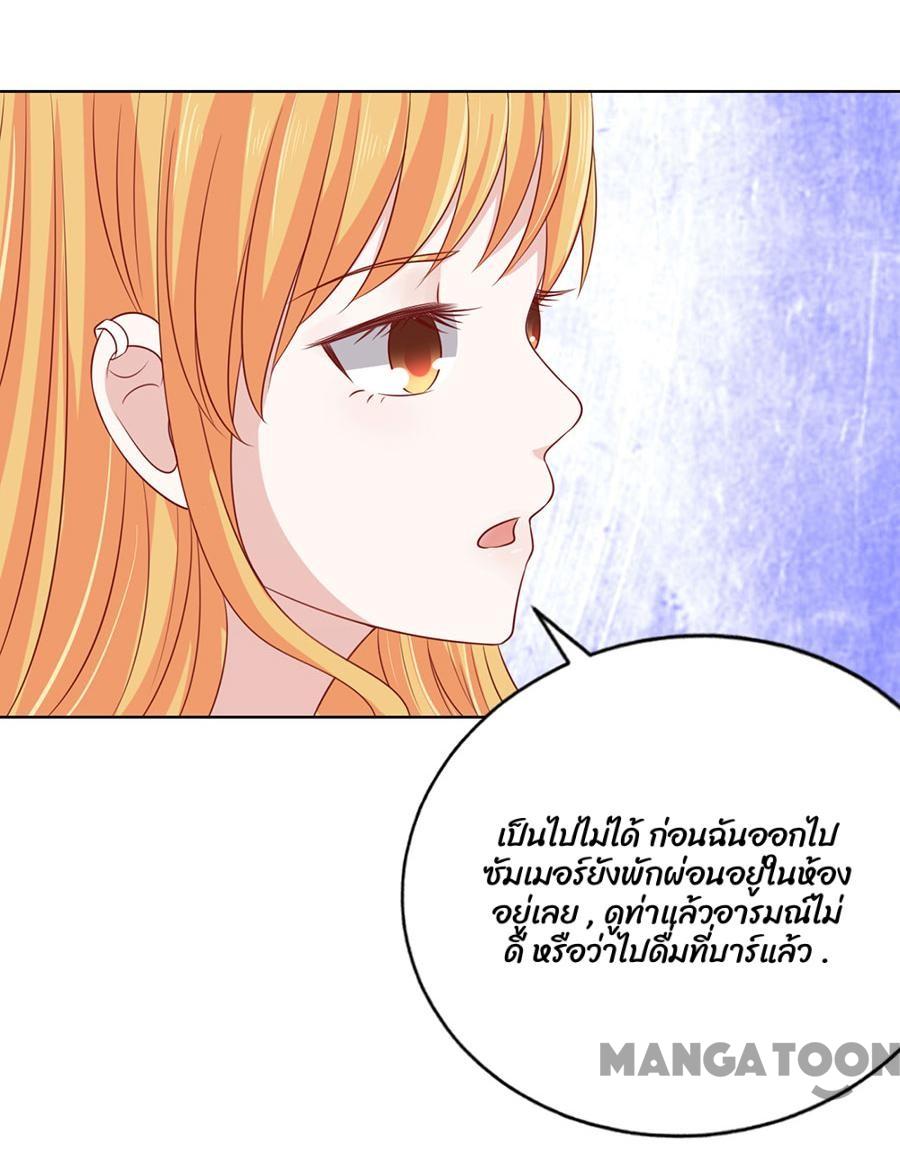 เป็นไปไม่ได้ ก่อนฉันออกไป
ซัมเมอร์ยังพักผ่อนอยู่ในห้อง
อยู่เลย , ดูท่าแล้วอารมณ์ไม่
ดี หรือว่าไปดื่มที่บาร์แล้ว .
MANGATOON